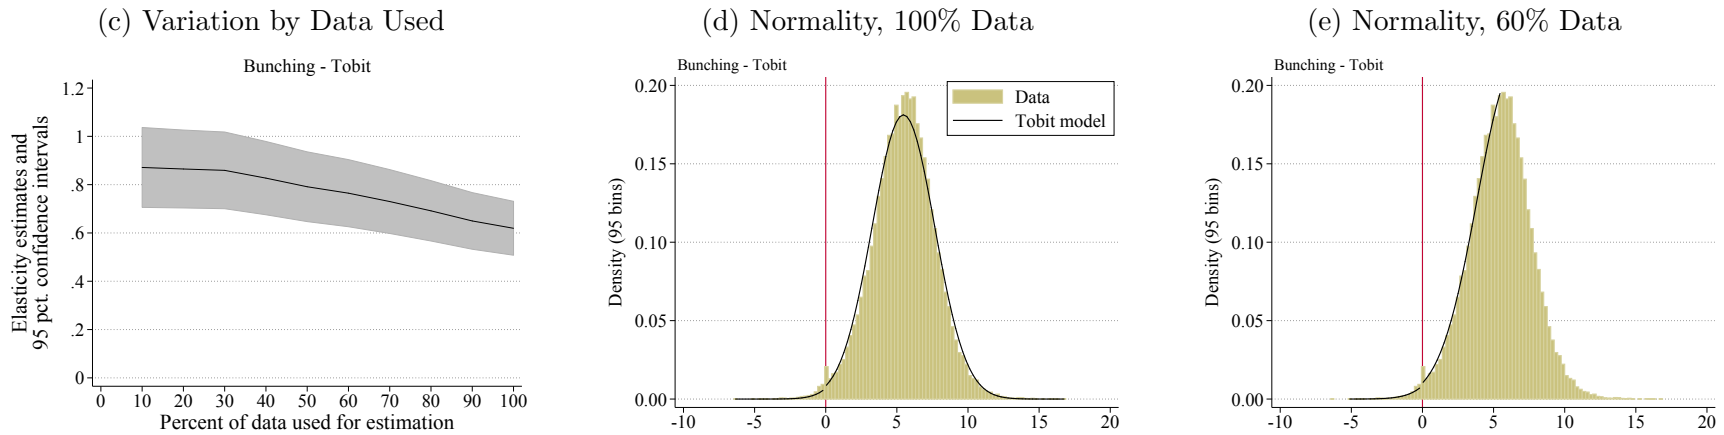 (c) Variation by Data Used
Bunching - Tobit
Elasticity estimates and
95 pct. confidence intervals
1.2
1
.8
.6
.4
.2
0
0 10 20 30 40 50 60 70 80 90 100
Percent of data used for estimation
(d) Normality, 100% Data
Bunching - Tobit
Data
Tobit model
Density (95 bins)
0.20
0.15
0.10
0.05
0.00
-10 -5 0 5 10 15 20
(e) Normality, 60% Data
Bunching - Tobit
Density (95 bins)
0.20
0.15
0.10
0.05
0.00
-10 -5 0 5 10 15 20